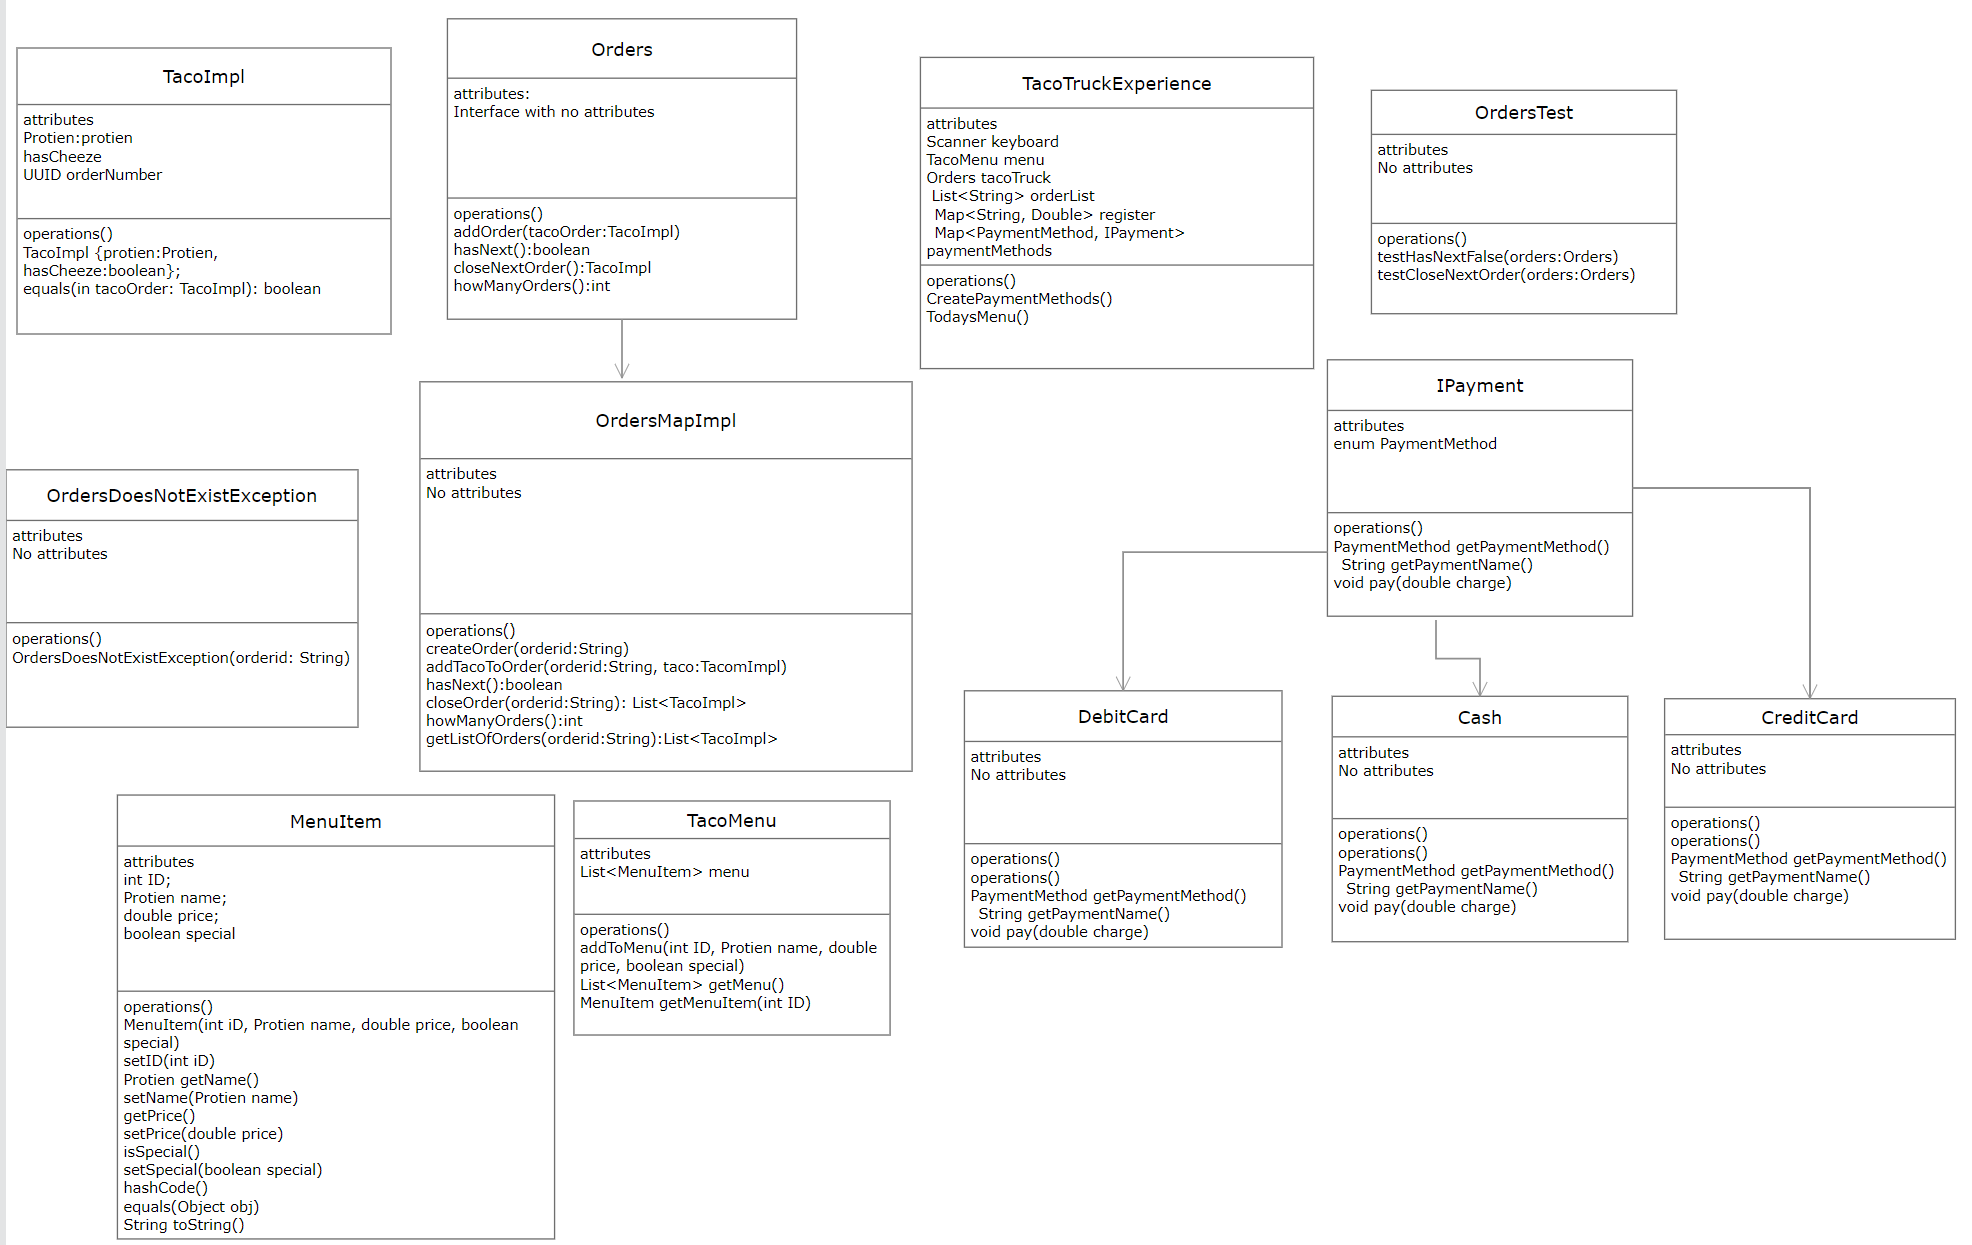 TacoImpl
attributes
Protien:protien
hasCheeze
UUID orderNumber
operations()
TacoImpl {protien:Protien,
hasCheeze:boolean};
equals(in tacoOrder: TacoImpl): boolean
Orders
attributes:
Interface with no attributes
operations()
addOrder(tacoOrder:TacoImpl)
hasNext():boolean
closeNextOrder():TacoImpl
howManyOrders():int
TacoTruckExperience
attributes
Scanner keyboard
TacoMenu menu
Orders tacoTruck
List<String> orderList
Map<String, Double> register
Map<PaymentMethod, IPayment>
paymentMethods
operations()
CreatePaymentMethods()
TodaysMenu()
OrdersTest
attributes
No attributes
operations()
testHasNextFalse(orders:Orders)
testCloseNextOrder(orders:Orders)
OrdersDoesNotExistException
attributes
No attributes
operations()
OrdersDoesNotExistException(orderid: String)
OrdersMapImpl
attributes
No attributes
operations()
createOrder(orderid:String)
addTacoToOrder(orderid:String, taco:TacomImpl)
hasNext():boolean
closeOrder(orderid:String): List<TacoImpl>
howManyOrders():int
getListOfOrders(orderid:String):List<TacoImpl>
IPayment
attributes
enum PaymentMethod
operations()
PaymentMethod getPaymentMethod()
String getPaymentName()
void pay(double charge)
DebitCard
attributes
No attributes
operations()
operations()
PaymentMethod getPaymentMethod()
String getPaymentName()
void pay(double charge)
Cash
attributes
No attributes
operations()
operations()
PaymentMethod getPaymentMethod()
String getPaymentName()
void pay(double charge)
CreditCard
attributes
No attributes
operations()
operations()
PaymentMethod getPaymentMethod()
String getPaymentName()
void pay(double charge)
MenuItem
attributes
int ID;
Protien name;
double price;
boolean special
operations()
MenuItem(int iD, Protien name, double price, boolean
special)
setID(int iD)
Protien getName()
setName(Protien name)
getPrice()
setPrice(double price)
isSpecial()
setSpecial(boolean special)
hashCode()
equals(Object obj)
String toString()
TacoMenu
attributes
List<MenuItem> menu
operations()
addToMenu(int ID, Protien name, double
price, boolean special)
List<MenuItem> getMenu()
MenuItem getMenuItem(int ID)